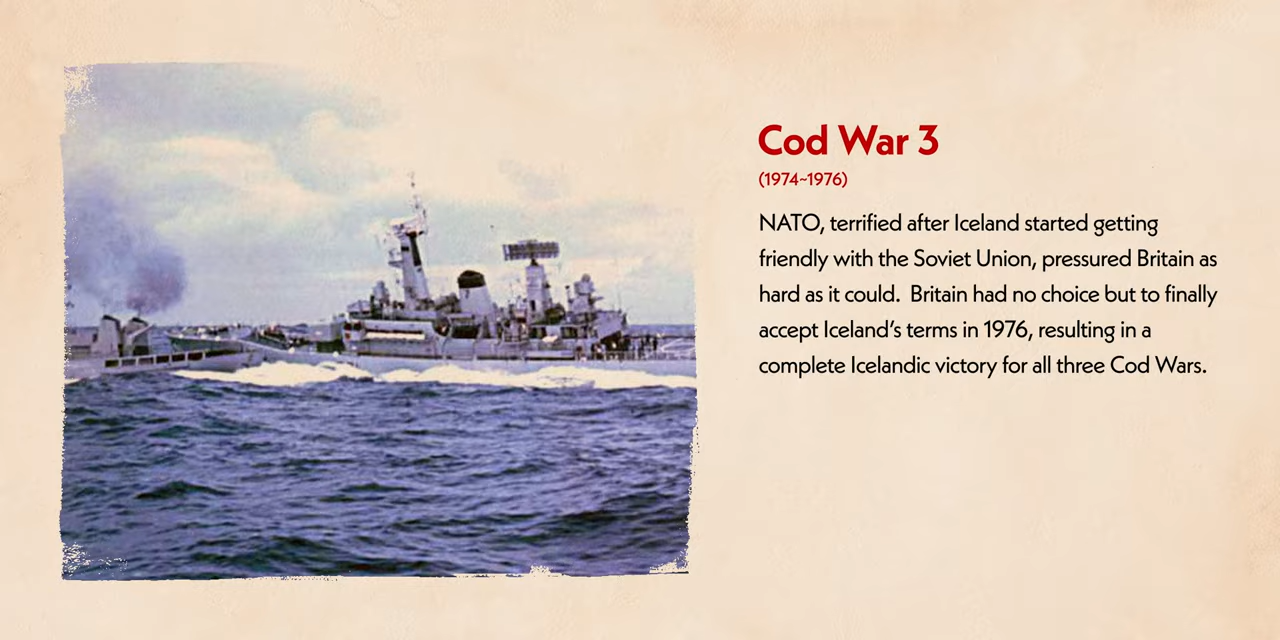 Cod War 3
(1974~1976)
NATO, terrified after Iceland started getting
friendly with the Soviet Union, pressured Britain as
hard as it could.  Britain had no choice but to finally
accept Iceland's terms in 1976, resulting in a
complete Icelandic victory for all three Cod Wars.